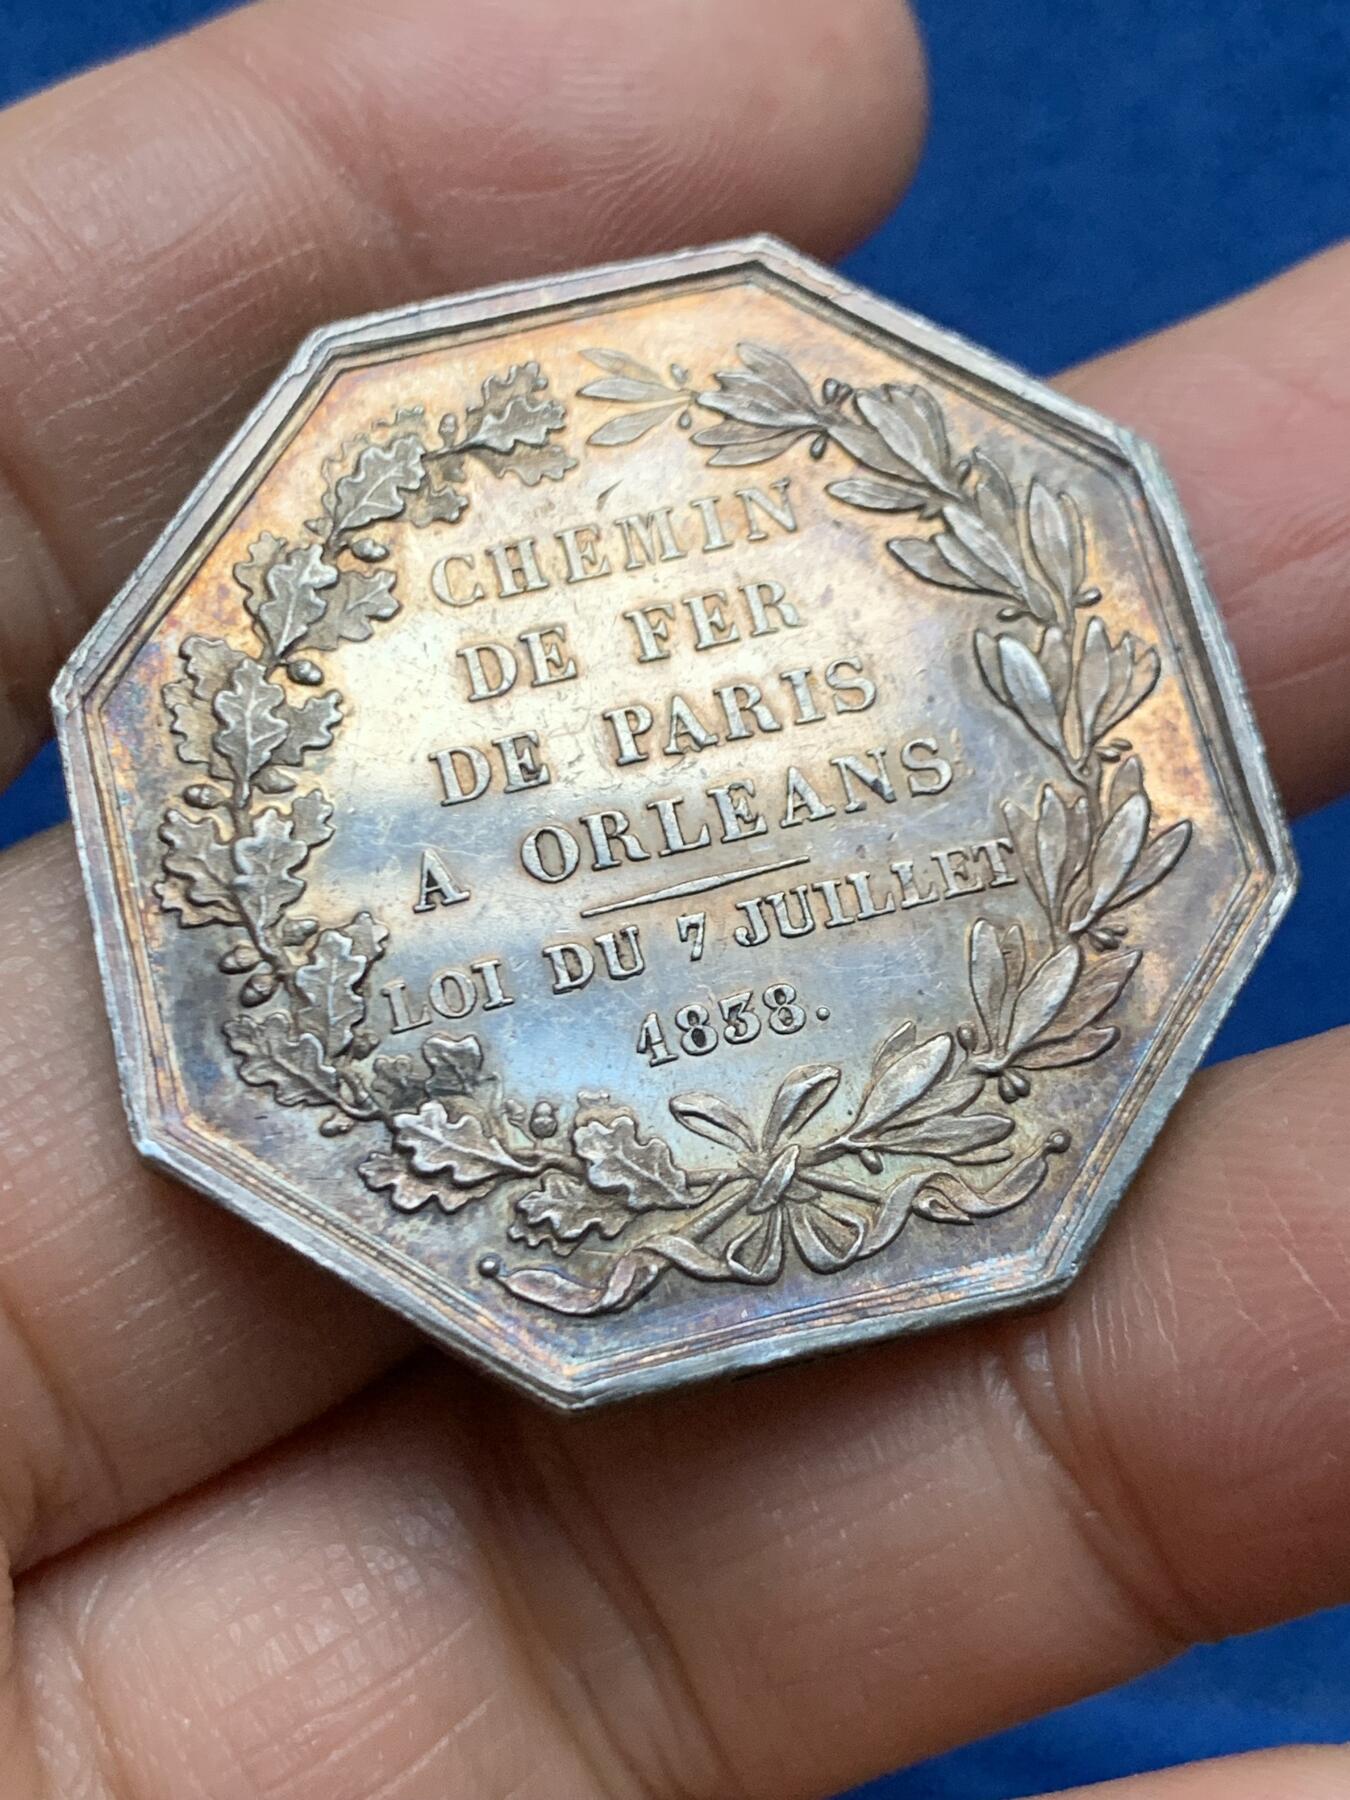 CHEMIN
DE FER
DE PARIS
A ORLEANS
LOI DU 7 JUILLET
1838.